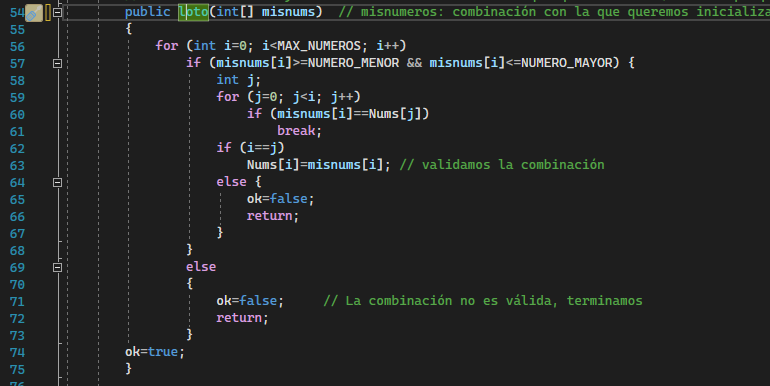 54 public loto(int[] misnums) // misnumeros: combinación con la que queremos inicializa
55 {
56 for (int i=0; i<MAX_NUMEROS; i++)
57 if (misnums[i]>=NUMERO_MENOR && misnums[i]<=NUMERO_MAYOR) {
58 int j;
59 for (j=0; j<i; j++)
60 if (misnums[i]==Nums[j])
61 break;
62 if (i==j)
63 Nums[i]=misnums[i]; // validamos la combinación
64 else {
65 ok=false;
66 return;
67 }
68 }
69 else
70 {
71 ok=false; // La combinación no es válida, terminamos
72 return;
73 }
74 ok=true;
75 }